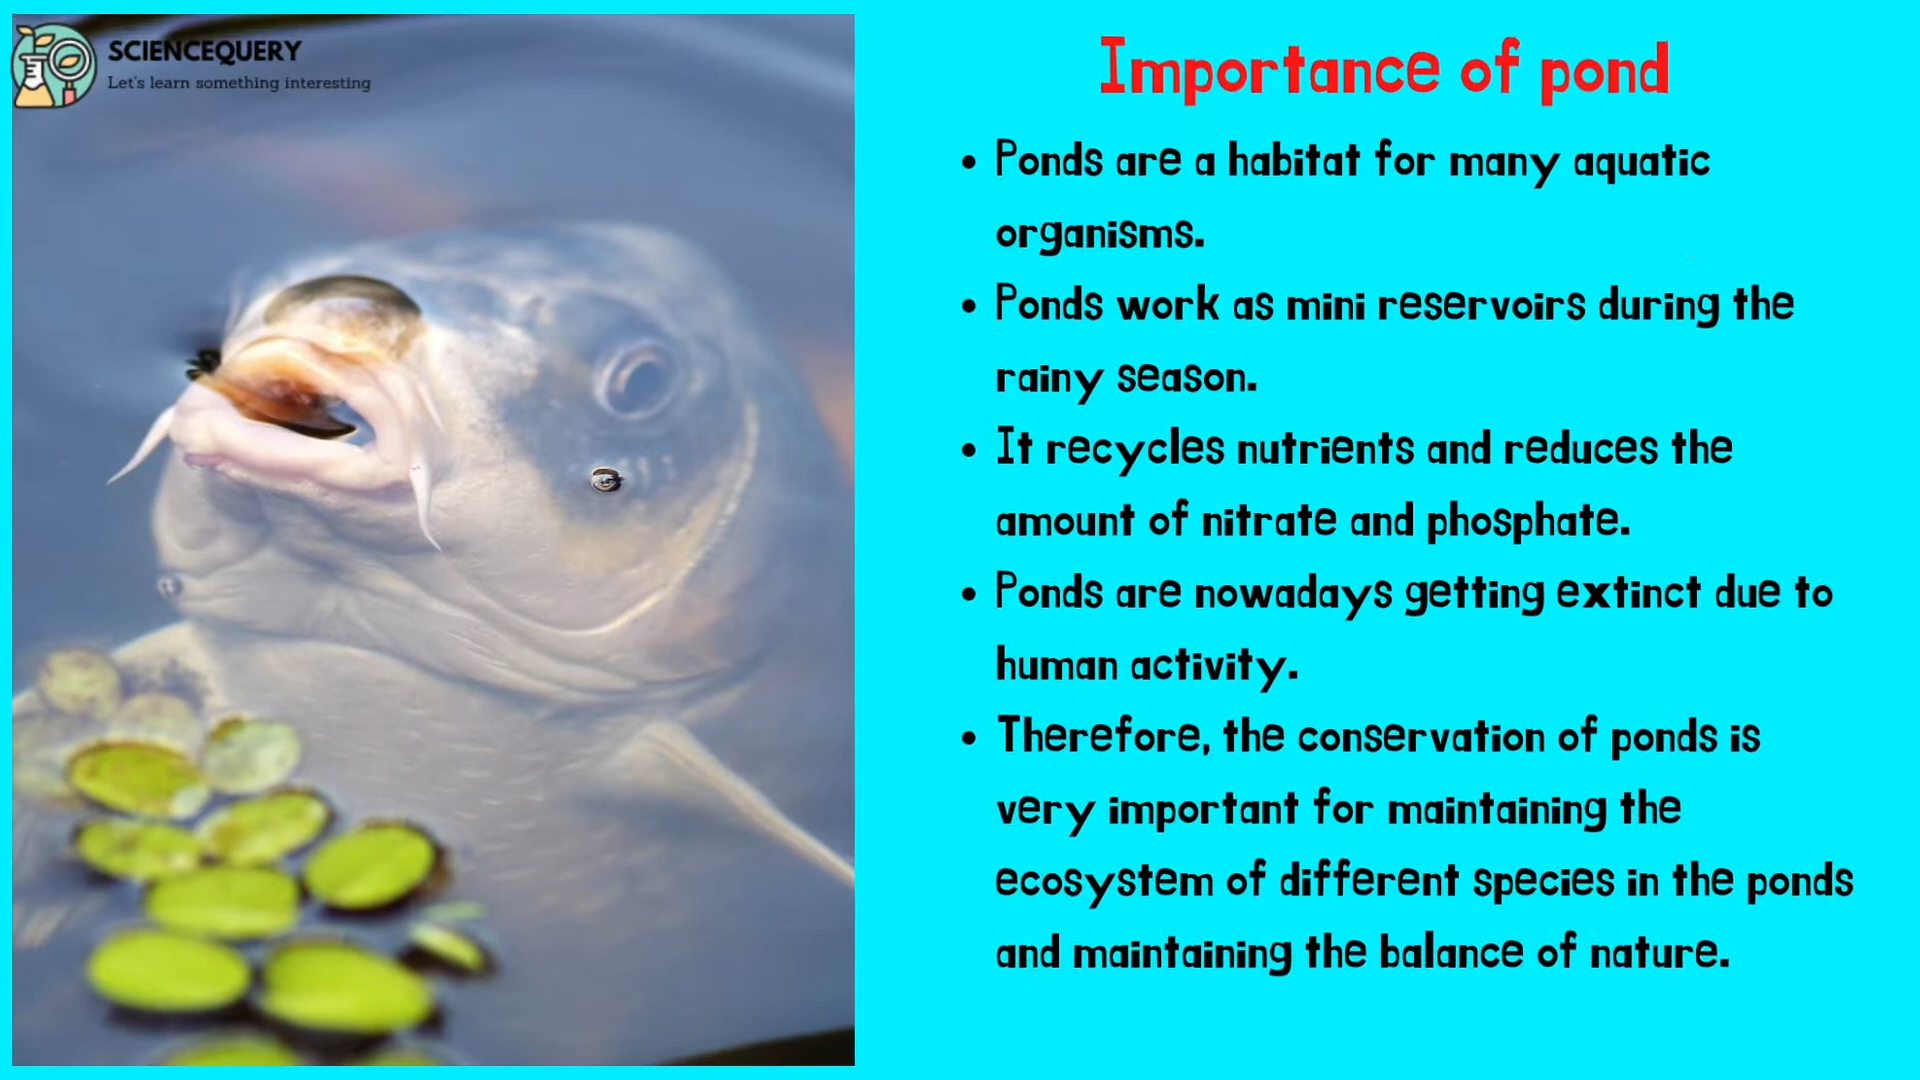 SCIENCEQUERY
Let's learn something interesting
Importance of pond
• Ponds are a habitat for many aquatic
organisms.
• Ponds work as mini reservoirs during the
rainy season.
• It recycles nutrients and reduces the
amount of nitrate and phosphate.
• Ponds are nowadays getting extinct due to
human activity.
• Therefore, the conservation of ponds is
very important for maintaining the
ecosystem of different species in the ponds
and maintaining the balance of nature.